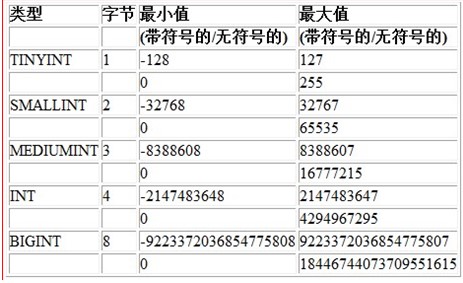 类型 字节 最小值 最大值
(带符号的/无符号的) (带符号的/无符号的)
TINYINT 1 -128 127
0 255
SMALLINT 2 -32768 32767
0 65535
MEDIUMINT 3 -8388608 8388607
0 16777215
INT 4 -2147483648 2147483647
0 4294967295
BIGINT 8 -9223372036854775808 9223372036854775807
0 18446744073709551615